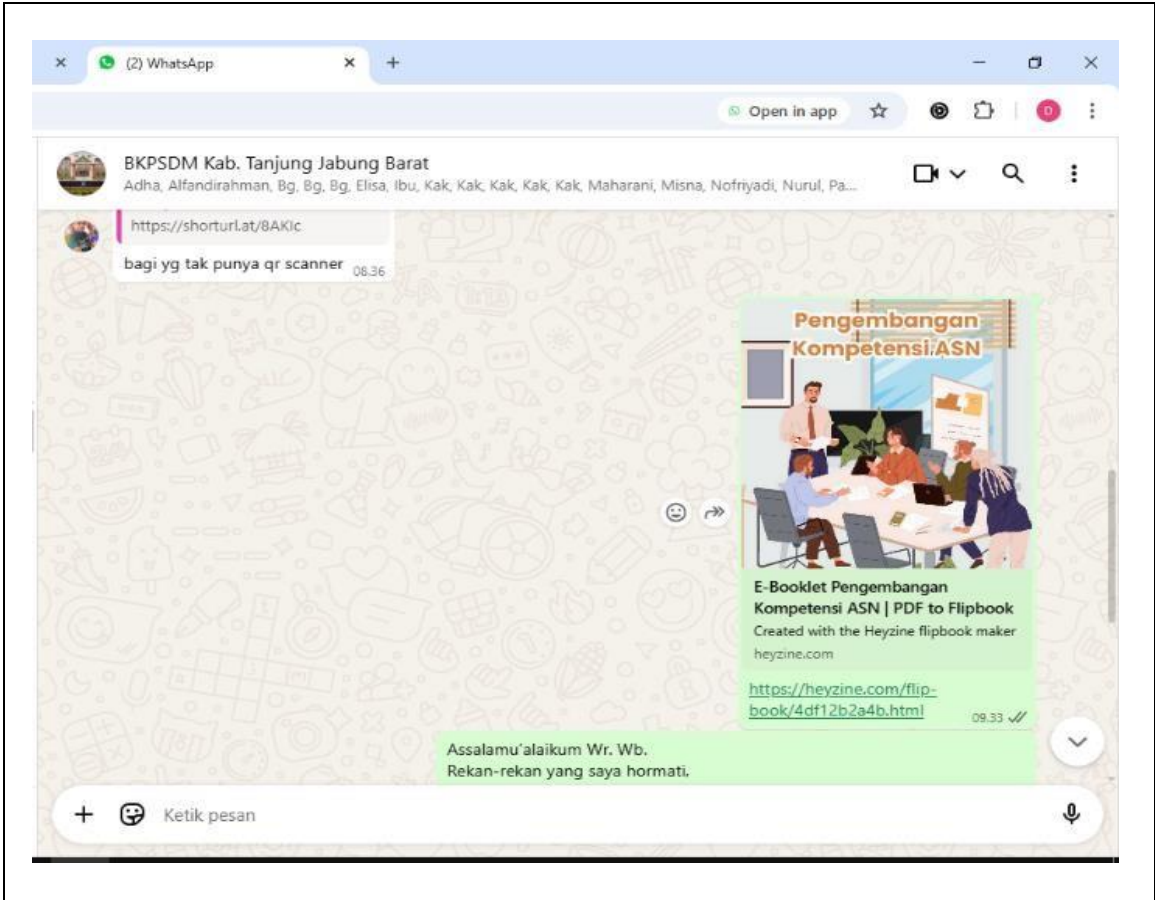 (2) WhatsApp
Open in app
D
BKPSDM Kab. Tanjung Jabung Barat
Adha, Alfandirahman, Bg, Bg, Bg, Elisa, Ibu, Kak, Kak, Kak, Kak, Kak, Maharani, Misna, Nofriyadi, Nurul, Pa...
https://shorturl.at/8AKIc
bagi yg tak punya qr scanner 08.36
Pengembangan
Kompetensi ASN
E-Booklet Pengembangan
Kompetensi ASN | PDF to Flipbook
Created with the Heyzine flipbook maker
heyzine.com
https://heyzine.com/flip-
book/4df12b2a4b.html 09.33
Assalamu'alaikum Wr. Wb.
Rekan-rekan yang saya hormati,
Ketik pesan